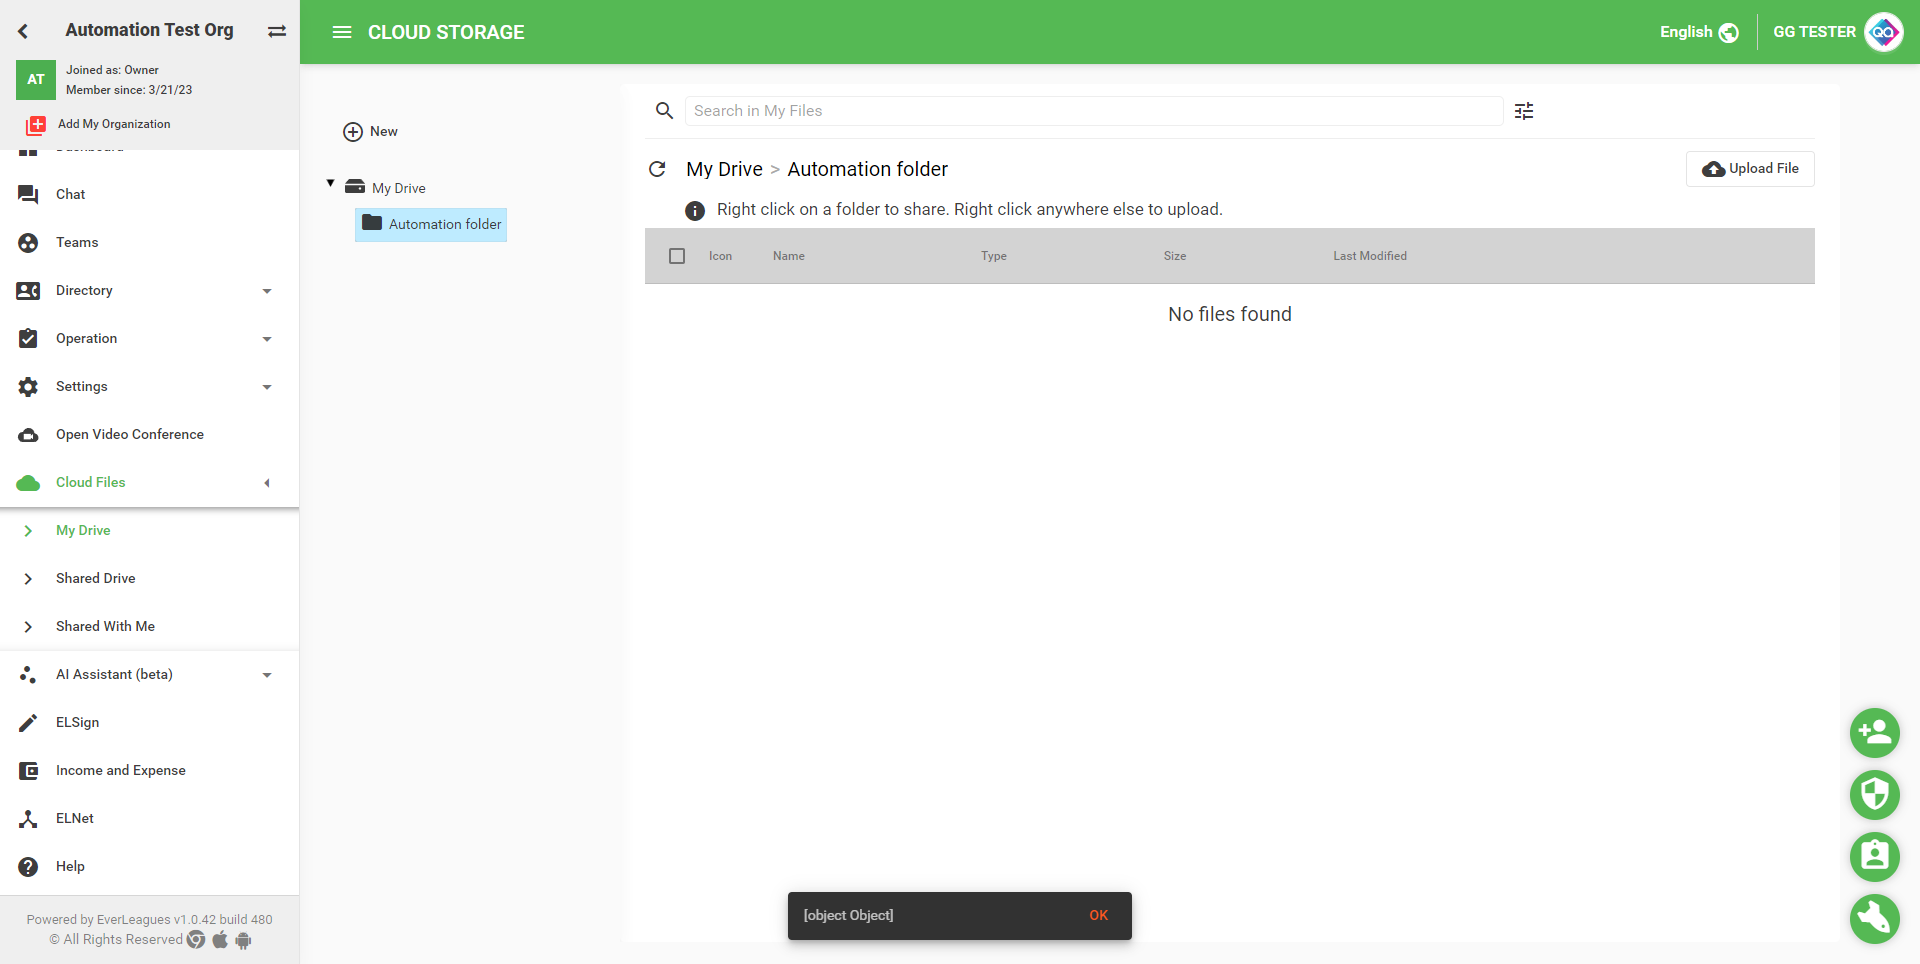 Automation Test Org
AT
Joined as: Owner
Member since: 3/21/23
Add My Organization
Chat
Teams
Directory
Operation
Settings
Open Video Conference
Cloud Files
My Drive
Shared Drive
Shared With Me
AI Assistant (beta)
ELSign
Income and Expense
ELNet
Help
Powered by EverLeagues v1.0.42 build 480
© All Rights Reserved
CLOUD STORAGE
English
GG TESTER
QA
New
My Drive
Automation folder
Search in My Files
My Drive > Automation folder
Upload File
Right click on a folder to share. Right click anywhere else to upload.
Icon Name Type Size Last Modified
No files found
[object Object] OK